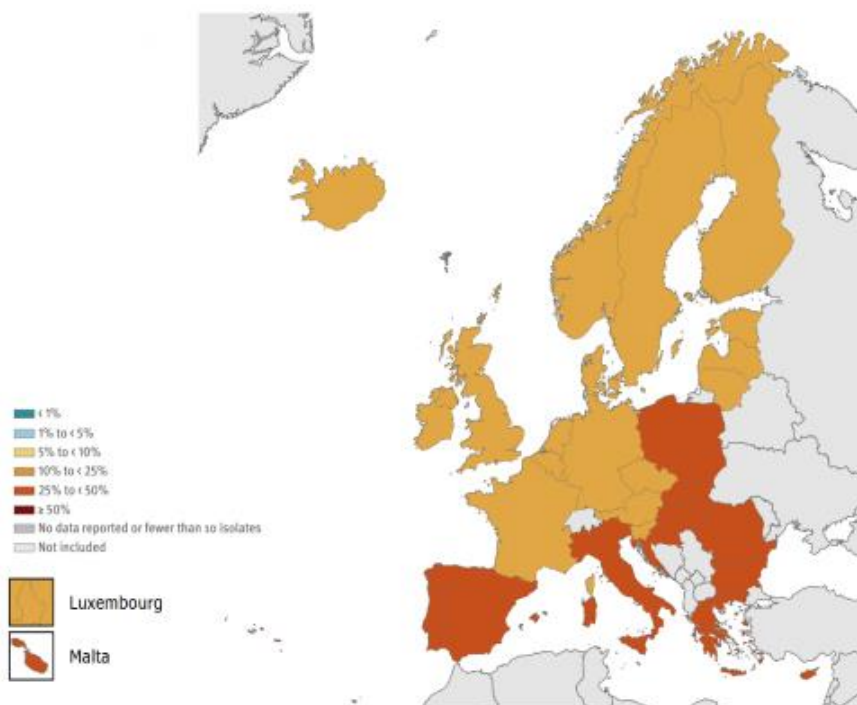 < 1%
1% to < 5%
5% to < 10%
10% to < 25%
25% to < 50%
≥ 50%
No data reported or fewer than 10 isolates
Not included
Luxembourg
Malta